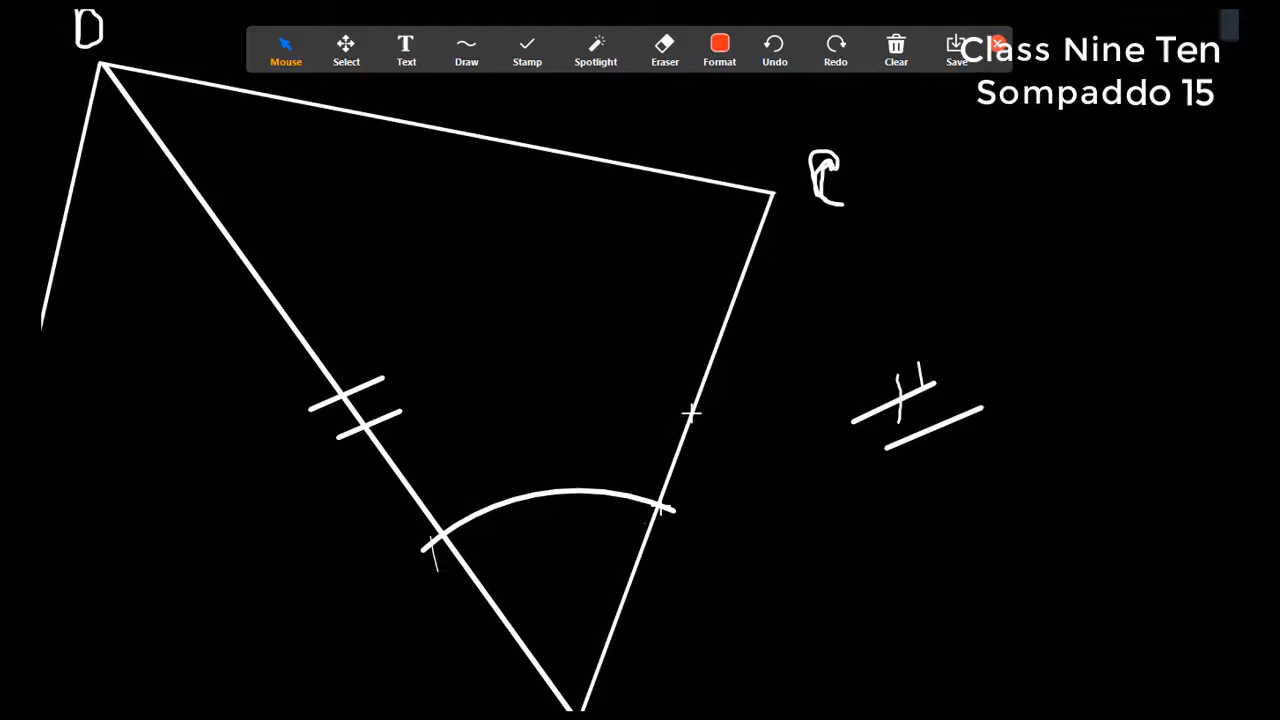 D
Mouse Select Text Draw Stamp Spotlight Eraser Format Undo Redo Clear Save
Class Nine Ten
Sompaddo 15
C